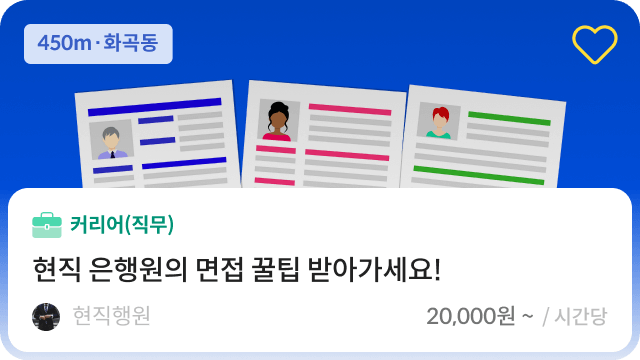 450m·화곡동
커리어(직무)
현직 은행원의 면접 꿀팁 받아가세요!
현직행원
20,000원 ~ / 시간당